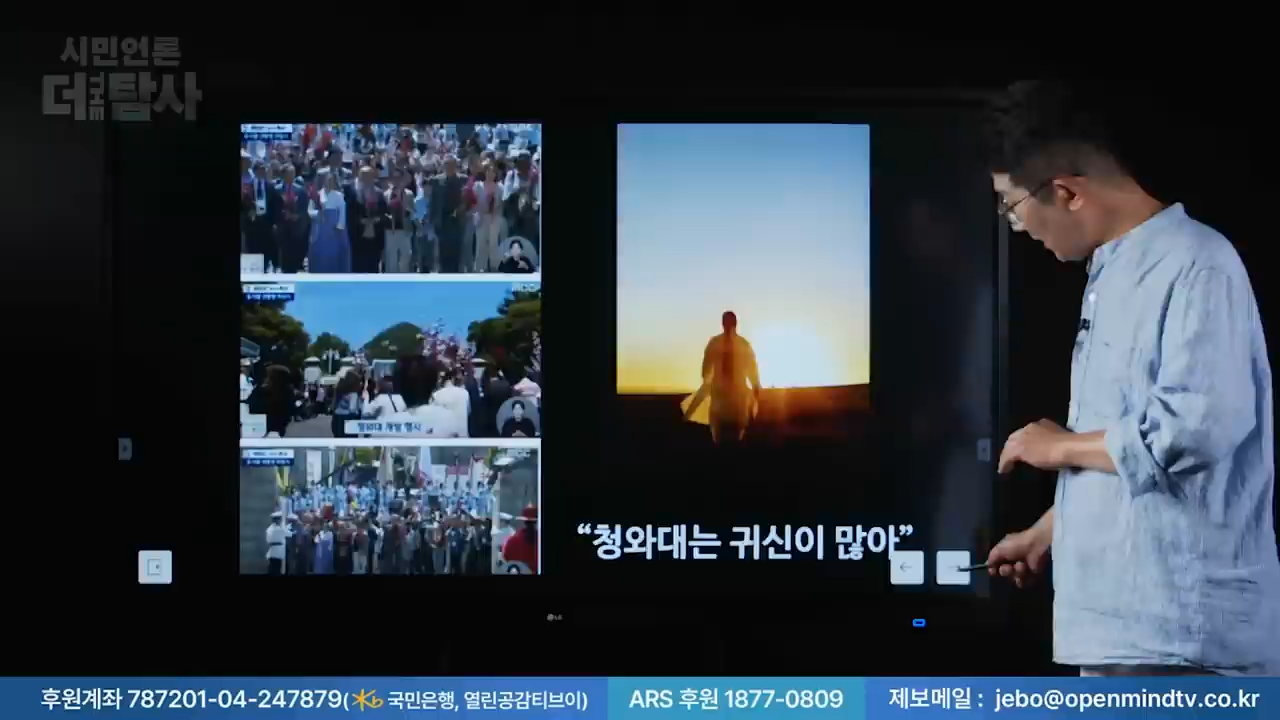 시민언론
더탐사
청와대 개방 행사
“청와대는 귀신이 많아”
LG
후원계좌 787201-04-247879(국민은행, 열린공감티브이)
ARS 후원 1877-0809
제보메일 : jebo@openmindtv.co.kr